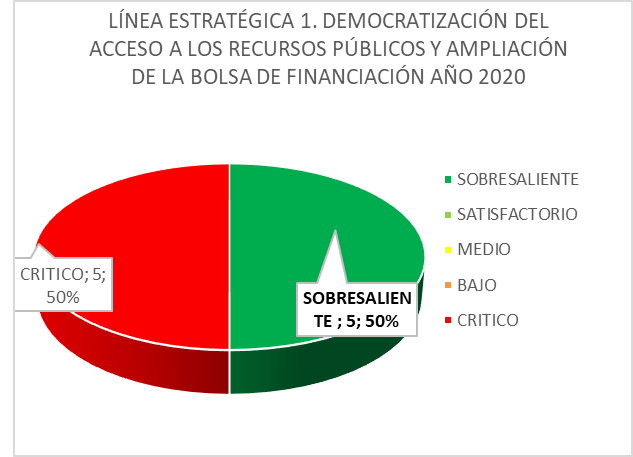 LÍNEA ESTRATÉGICA 1. DEMOCRATIZACIÓN DEL
ACCESO A LOS RECURSOS PÚBLICOS Y AMPLIACIÓN
DE LA BOLSA DE FINANCIACIÓN AÑO 2020
CRITICO; 5;
50%
SOBRESALIEN
TE ; 5; 50%
SOBRESALIENTE
SATISFACTORIO
MEDIO
BAJO
CRITICO